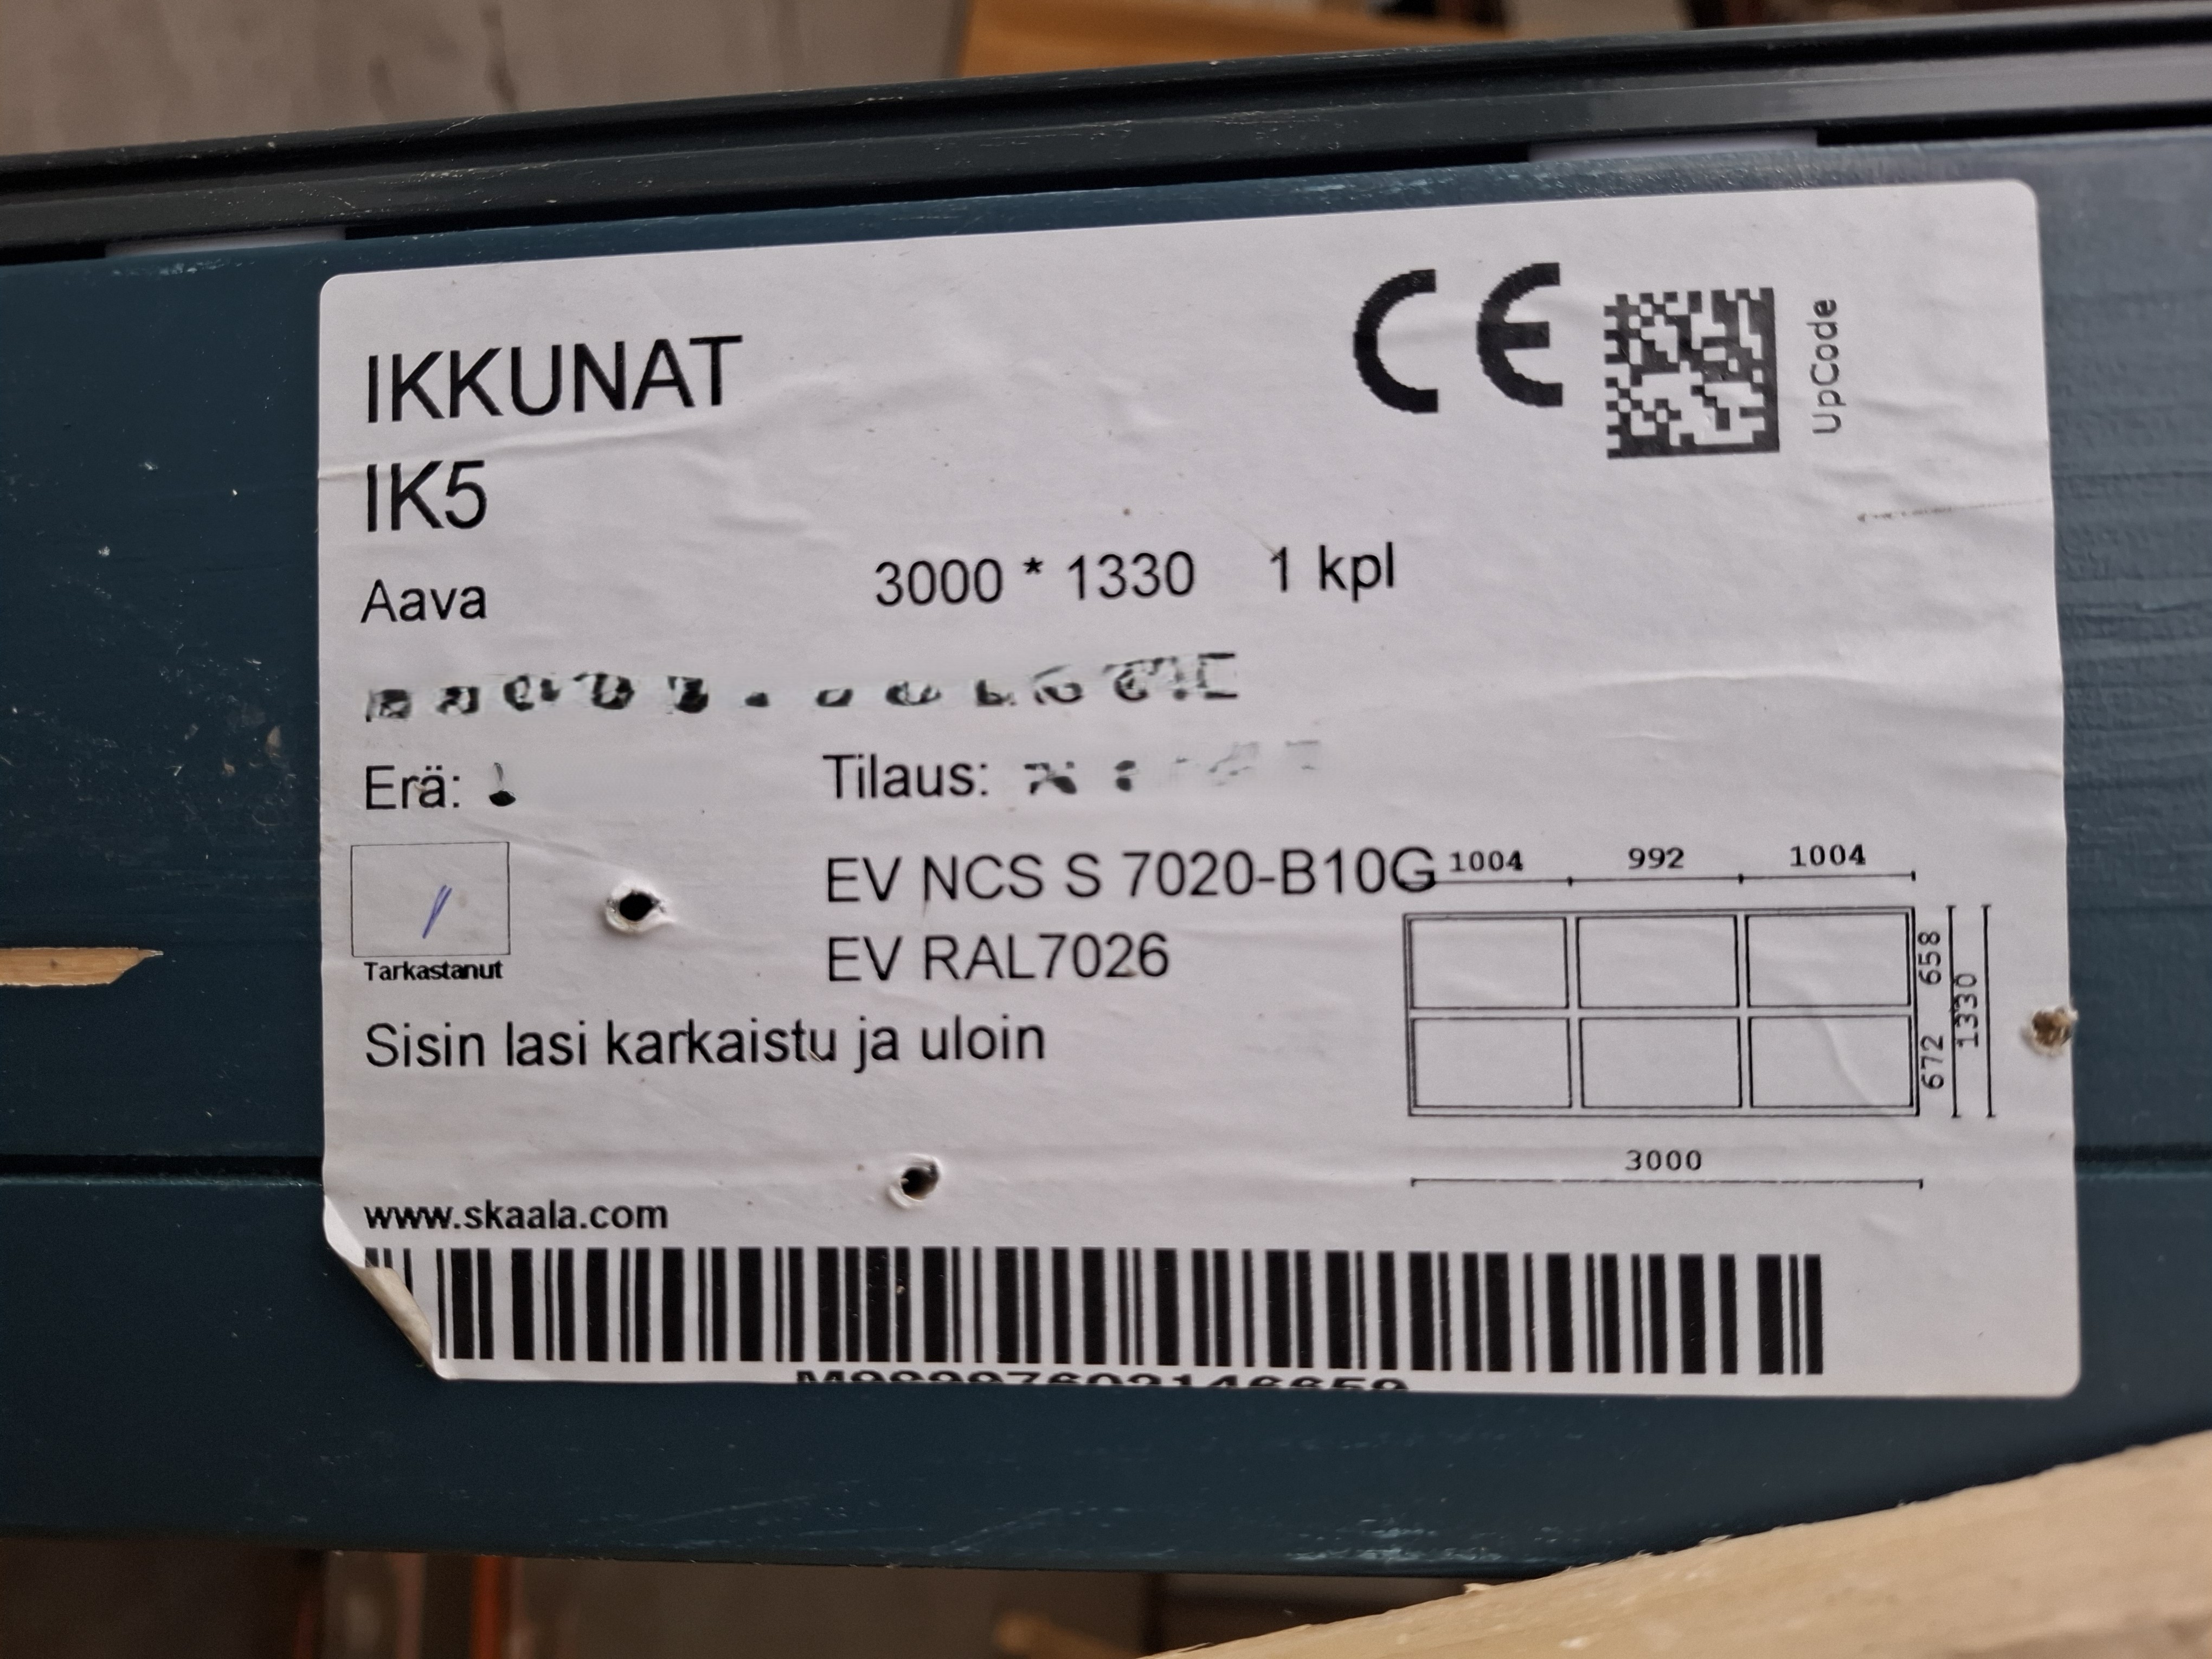 IKKUNAT
CE
UpCode
IK5
Aava 3000 * 1330 1 kpl
Erä:
Tilaus:
Tarkastanut
EV NCS S 7020-B10G
EV RAL7026
1004 992 1004
658
672
1330
3000
Sisin lasi karkaistu ja uloin
www.skaala.com